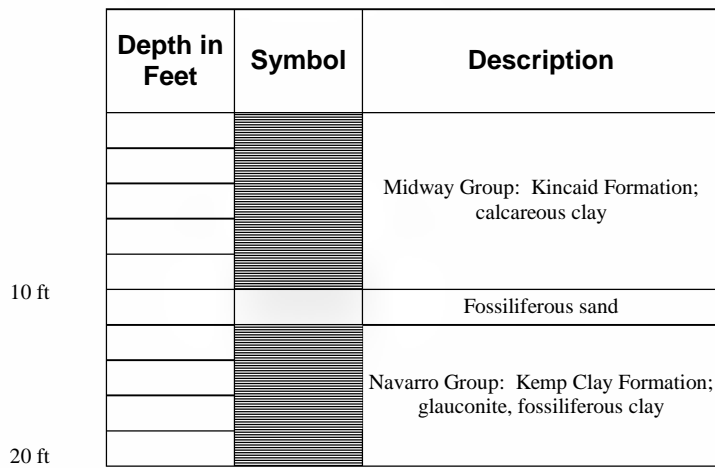 Depth in
Feet
Symbol
Description
Midway Group: Kincaid Formation;
calcareous clay
10 ft
Fossiliferous sand
Navarro Group: Kemp Clay Formation;
glauconite, fossiliferous clay
20 ft